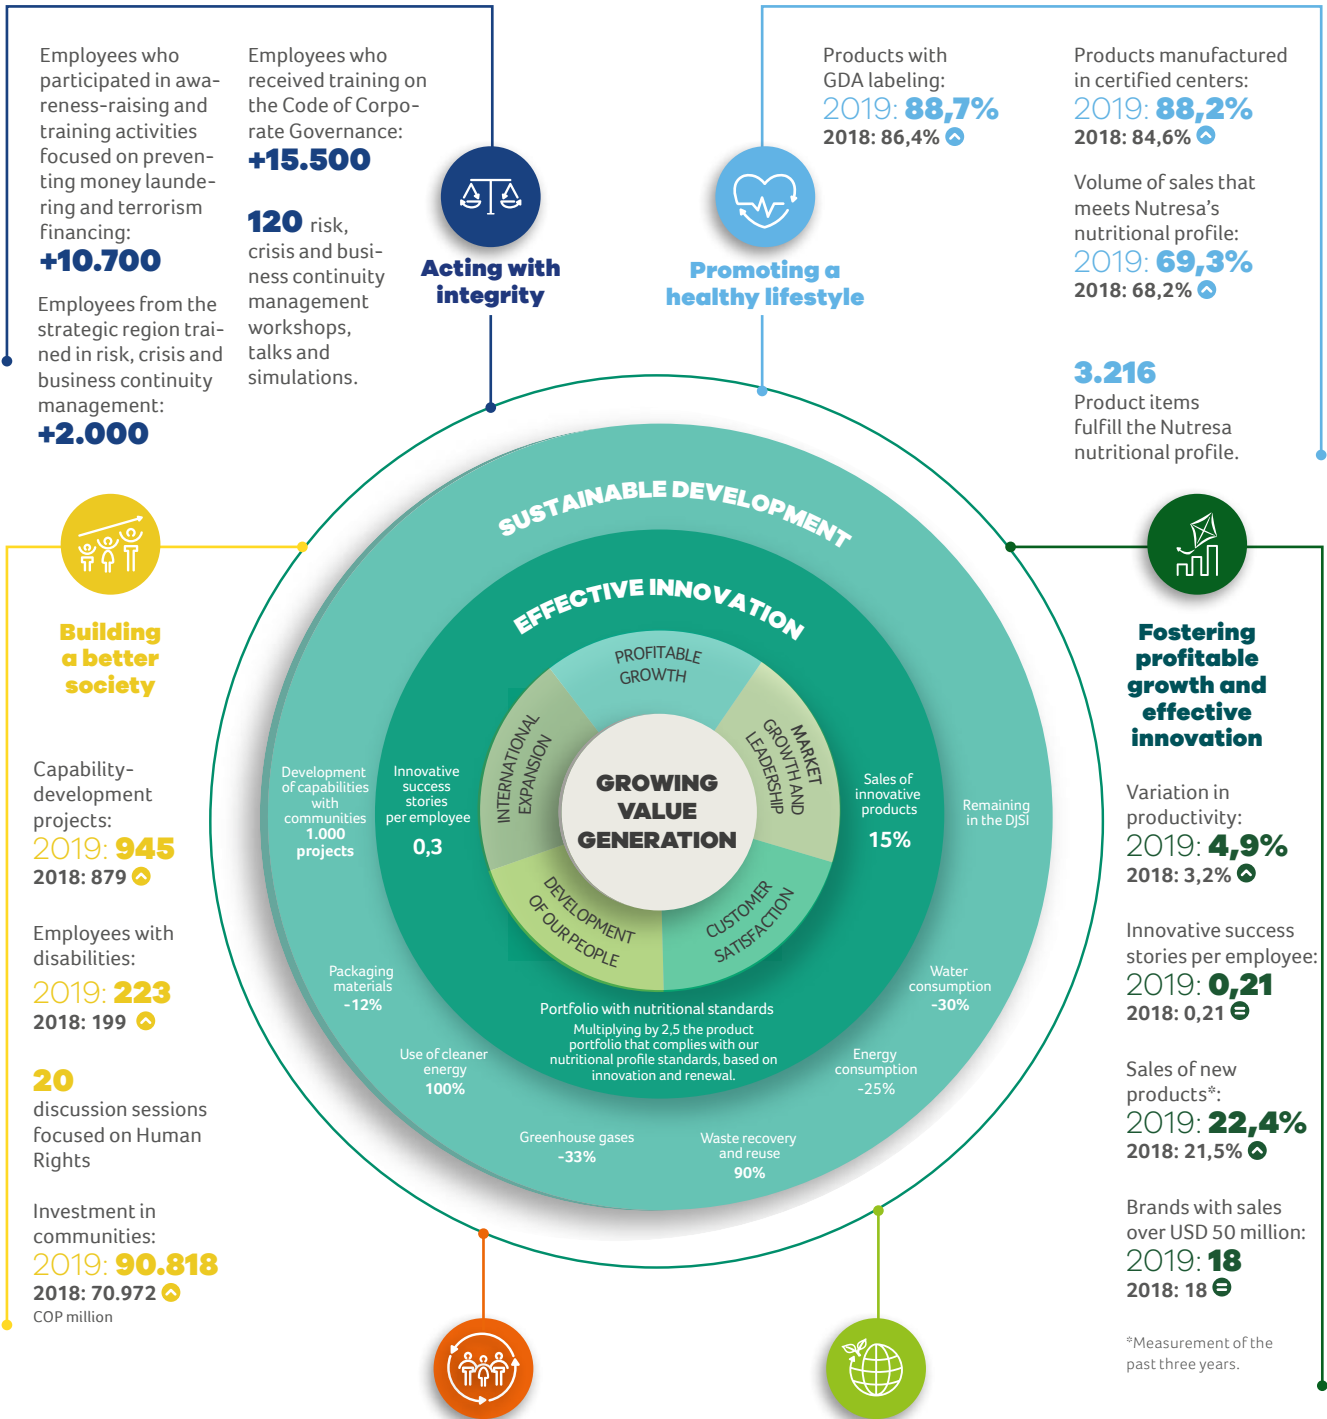 Employees who
participated in awa-
reness-raising and
training activities
focused on preven-
ting money launde-
ring and terrorism
financing:
+10.700
Employees from the
strategic region trai-
ned in risk, crisis and
business continuity
management:
+2.000
Employees who
received training on
the Code of Corpo-
rate Governance:
+15.500
120 risk,
crisis and busi-
ness continuity
management
workshops,
talks and
simulations.
Acting with
integrity
Promoting a
healthy lifestyle
Products with
GDA labeling:
2019: 88,7%
2018: 86,4%
Products manufactured
in certified centers:
2019: 88,2%
2018: 84,6%
Volume of sales that
meets Nutresa's
nutritional profile:
2019: 69,3%
2018: 68,2%
3.216
Product items
fulfill the Nutresa
nutritional profile.
Building
a better
society
Capability-
development
projects:
2019: 945
2018: 879
Employees with
disabilities:
2019: 223
2018: 199
20
discussion sessions
focused on Human
Rights
Investment in
communities:
2019: 90.818
2018: 70.972
COP million
SUSTAINABLE DEVELOPMENT
EFFECTIVE INNOVATION
PROFITABLE
GROWTH
MARKET
GROWTH AND
LEADERSHIP
CUSTOMER
SATISFACTION
DEVELOPMENT
OF OUR PEOPLE
INTERNATIONAL
EXPANSION
GROWING
VALUE
GENERATION
Development
of capabilities
with
communities
1.000
projects
Innovative
success
stories
per employee
0,3
Sales of
innovative
products
15%
Remaining
in the DJSI
Packaging
materials
-12%
Water
consumption
-30%
Portfolio with nutritional standards
Multiplying by 2,5 the product
portfolio that complies with our
nutritional profile standards, based on
innovation and renewal.
Use of cleaner
energy
100%
Energy
consumption
-25%
Greenhouse gases
-33%
Waste recovery
and reuse
90%
Fostering
profitable
growth and
effective
innovation
Variation in
productivity:
2019: 4,9%
2018: 3,2%
Innovative success
stories per employee:
2019: 0,21
2018: 0,21
Sales of new
products*:
2019: 22,4%
2018: 21,5%
Brands with sales
over USD 50 million:
2019: 18
2018: 18
*Measurement of the
past three years.